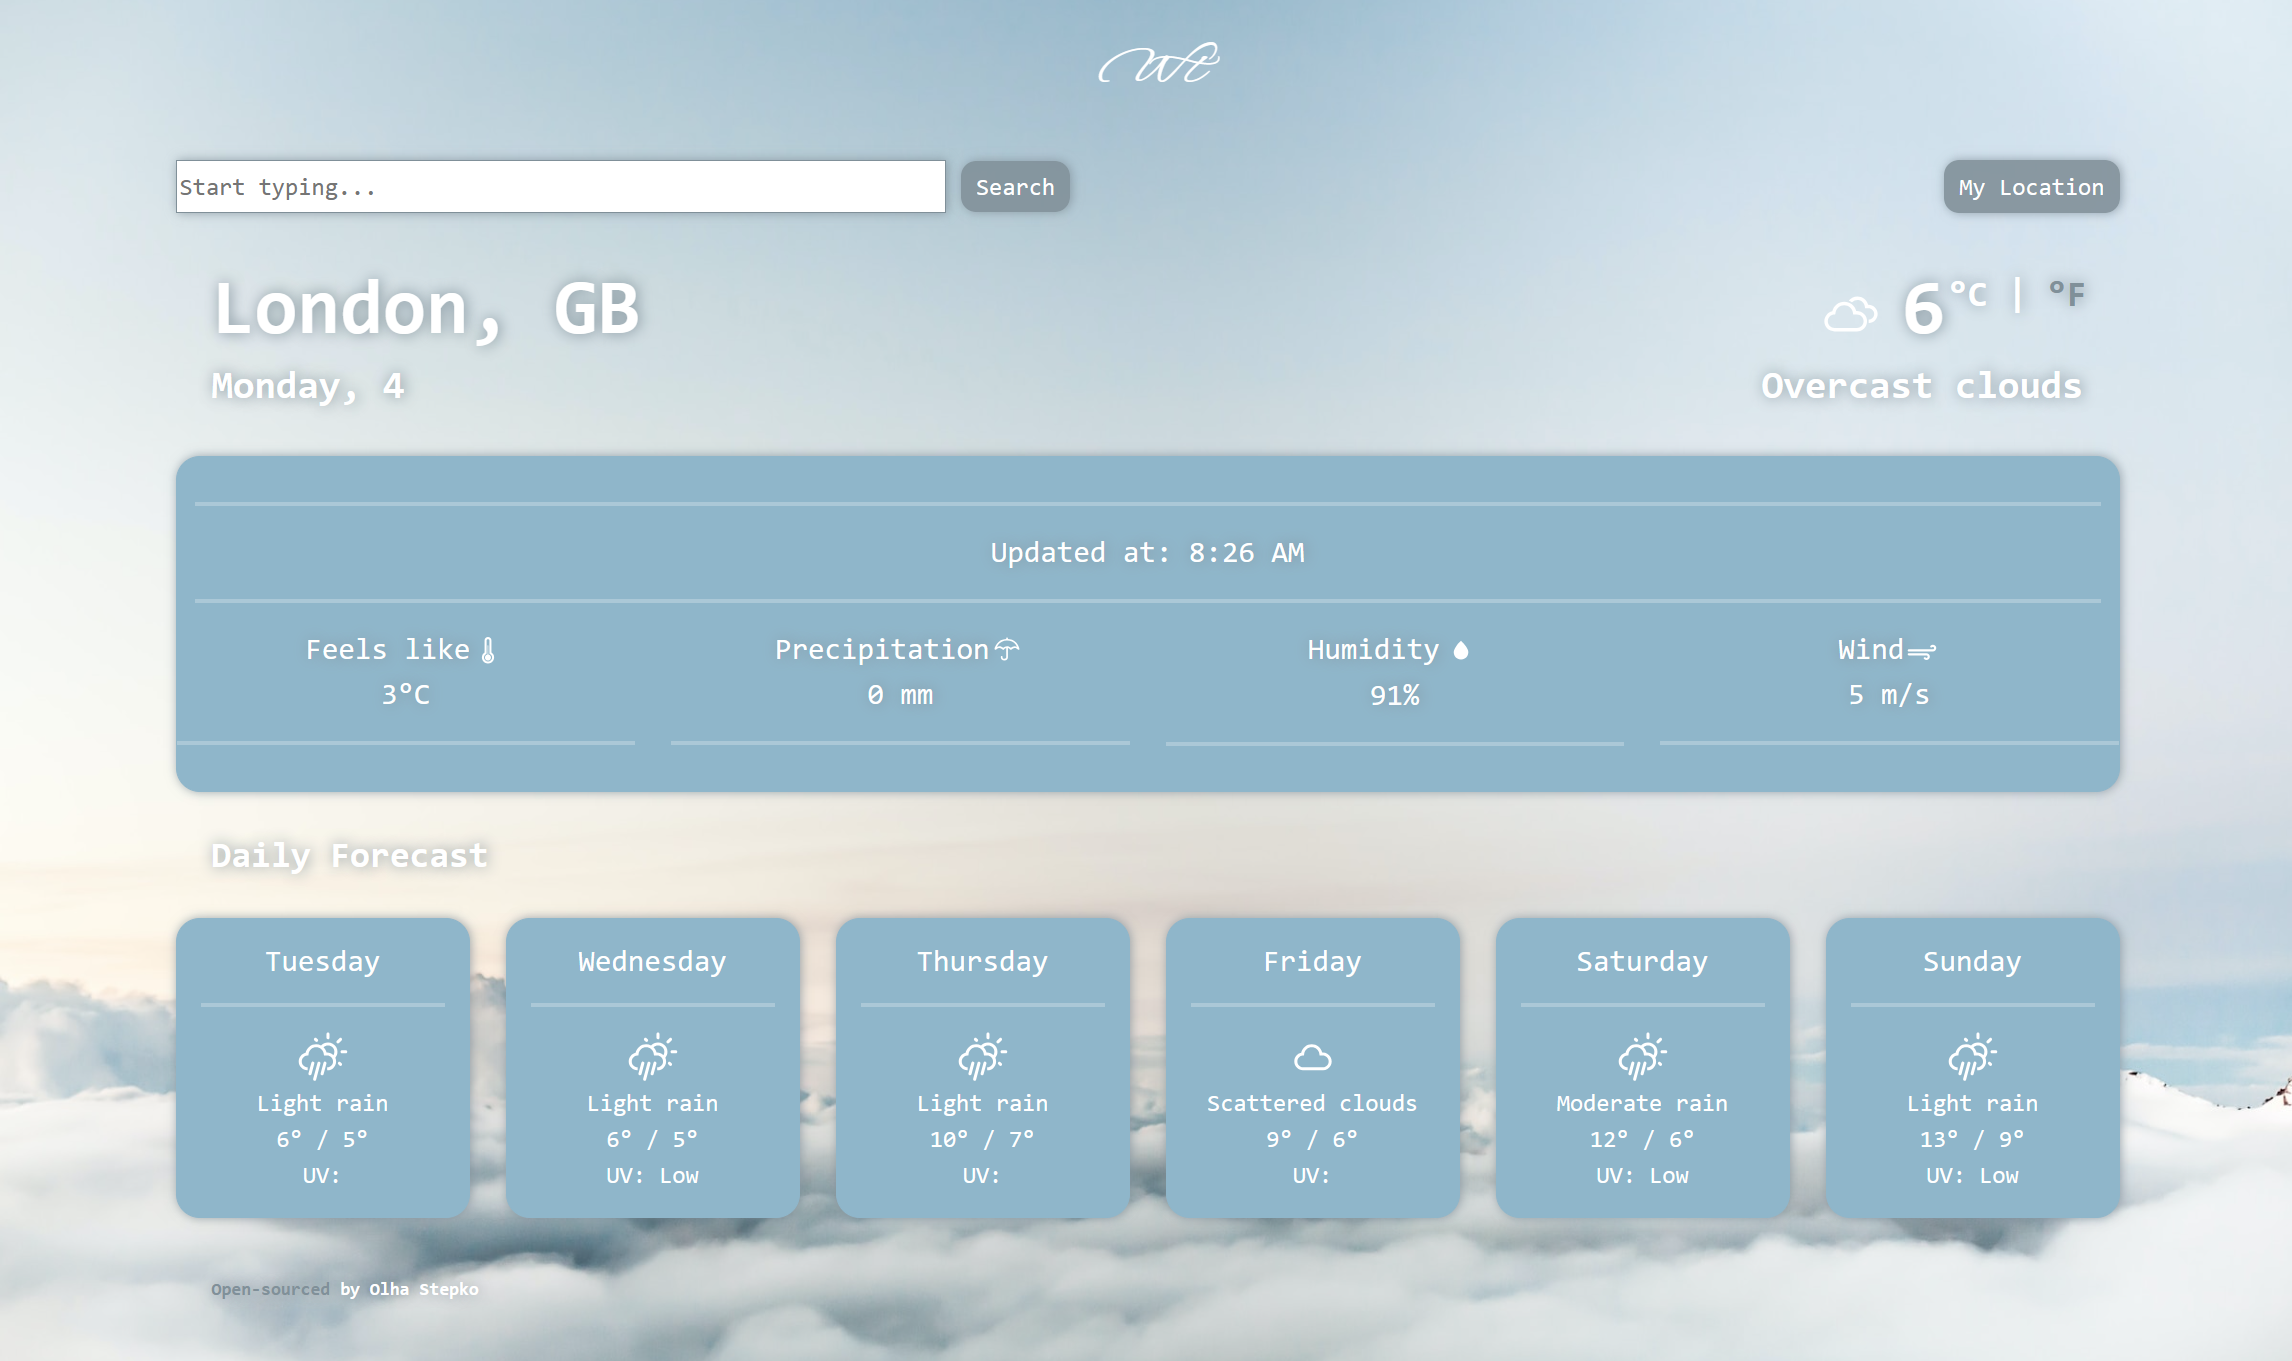 we
Start typing...
Search
My Location
London, GB
6°C | °F
Monday, 4
Overcast clouds
Updated at: 8:26 AM
Feels like
3°C
Precipitation
0 mm
Humidity
91%
Wind
5 m/s
Daily Forecast
Tuesday
Light rain
6° / 5°
UV:
Wednesday
Light rain
6° / 5°
UV: Low
Thursday
Light rain
10° / 7°
UV:
Friday
Scattered clouds
9° / 6°
UV:
Saturday
Moderate rain
12° / 6°
UV: Low
Sunday
Light rain
13° / 9°
UV: Low
Open-sourced by Olha Stepko